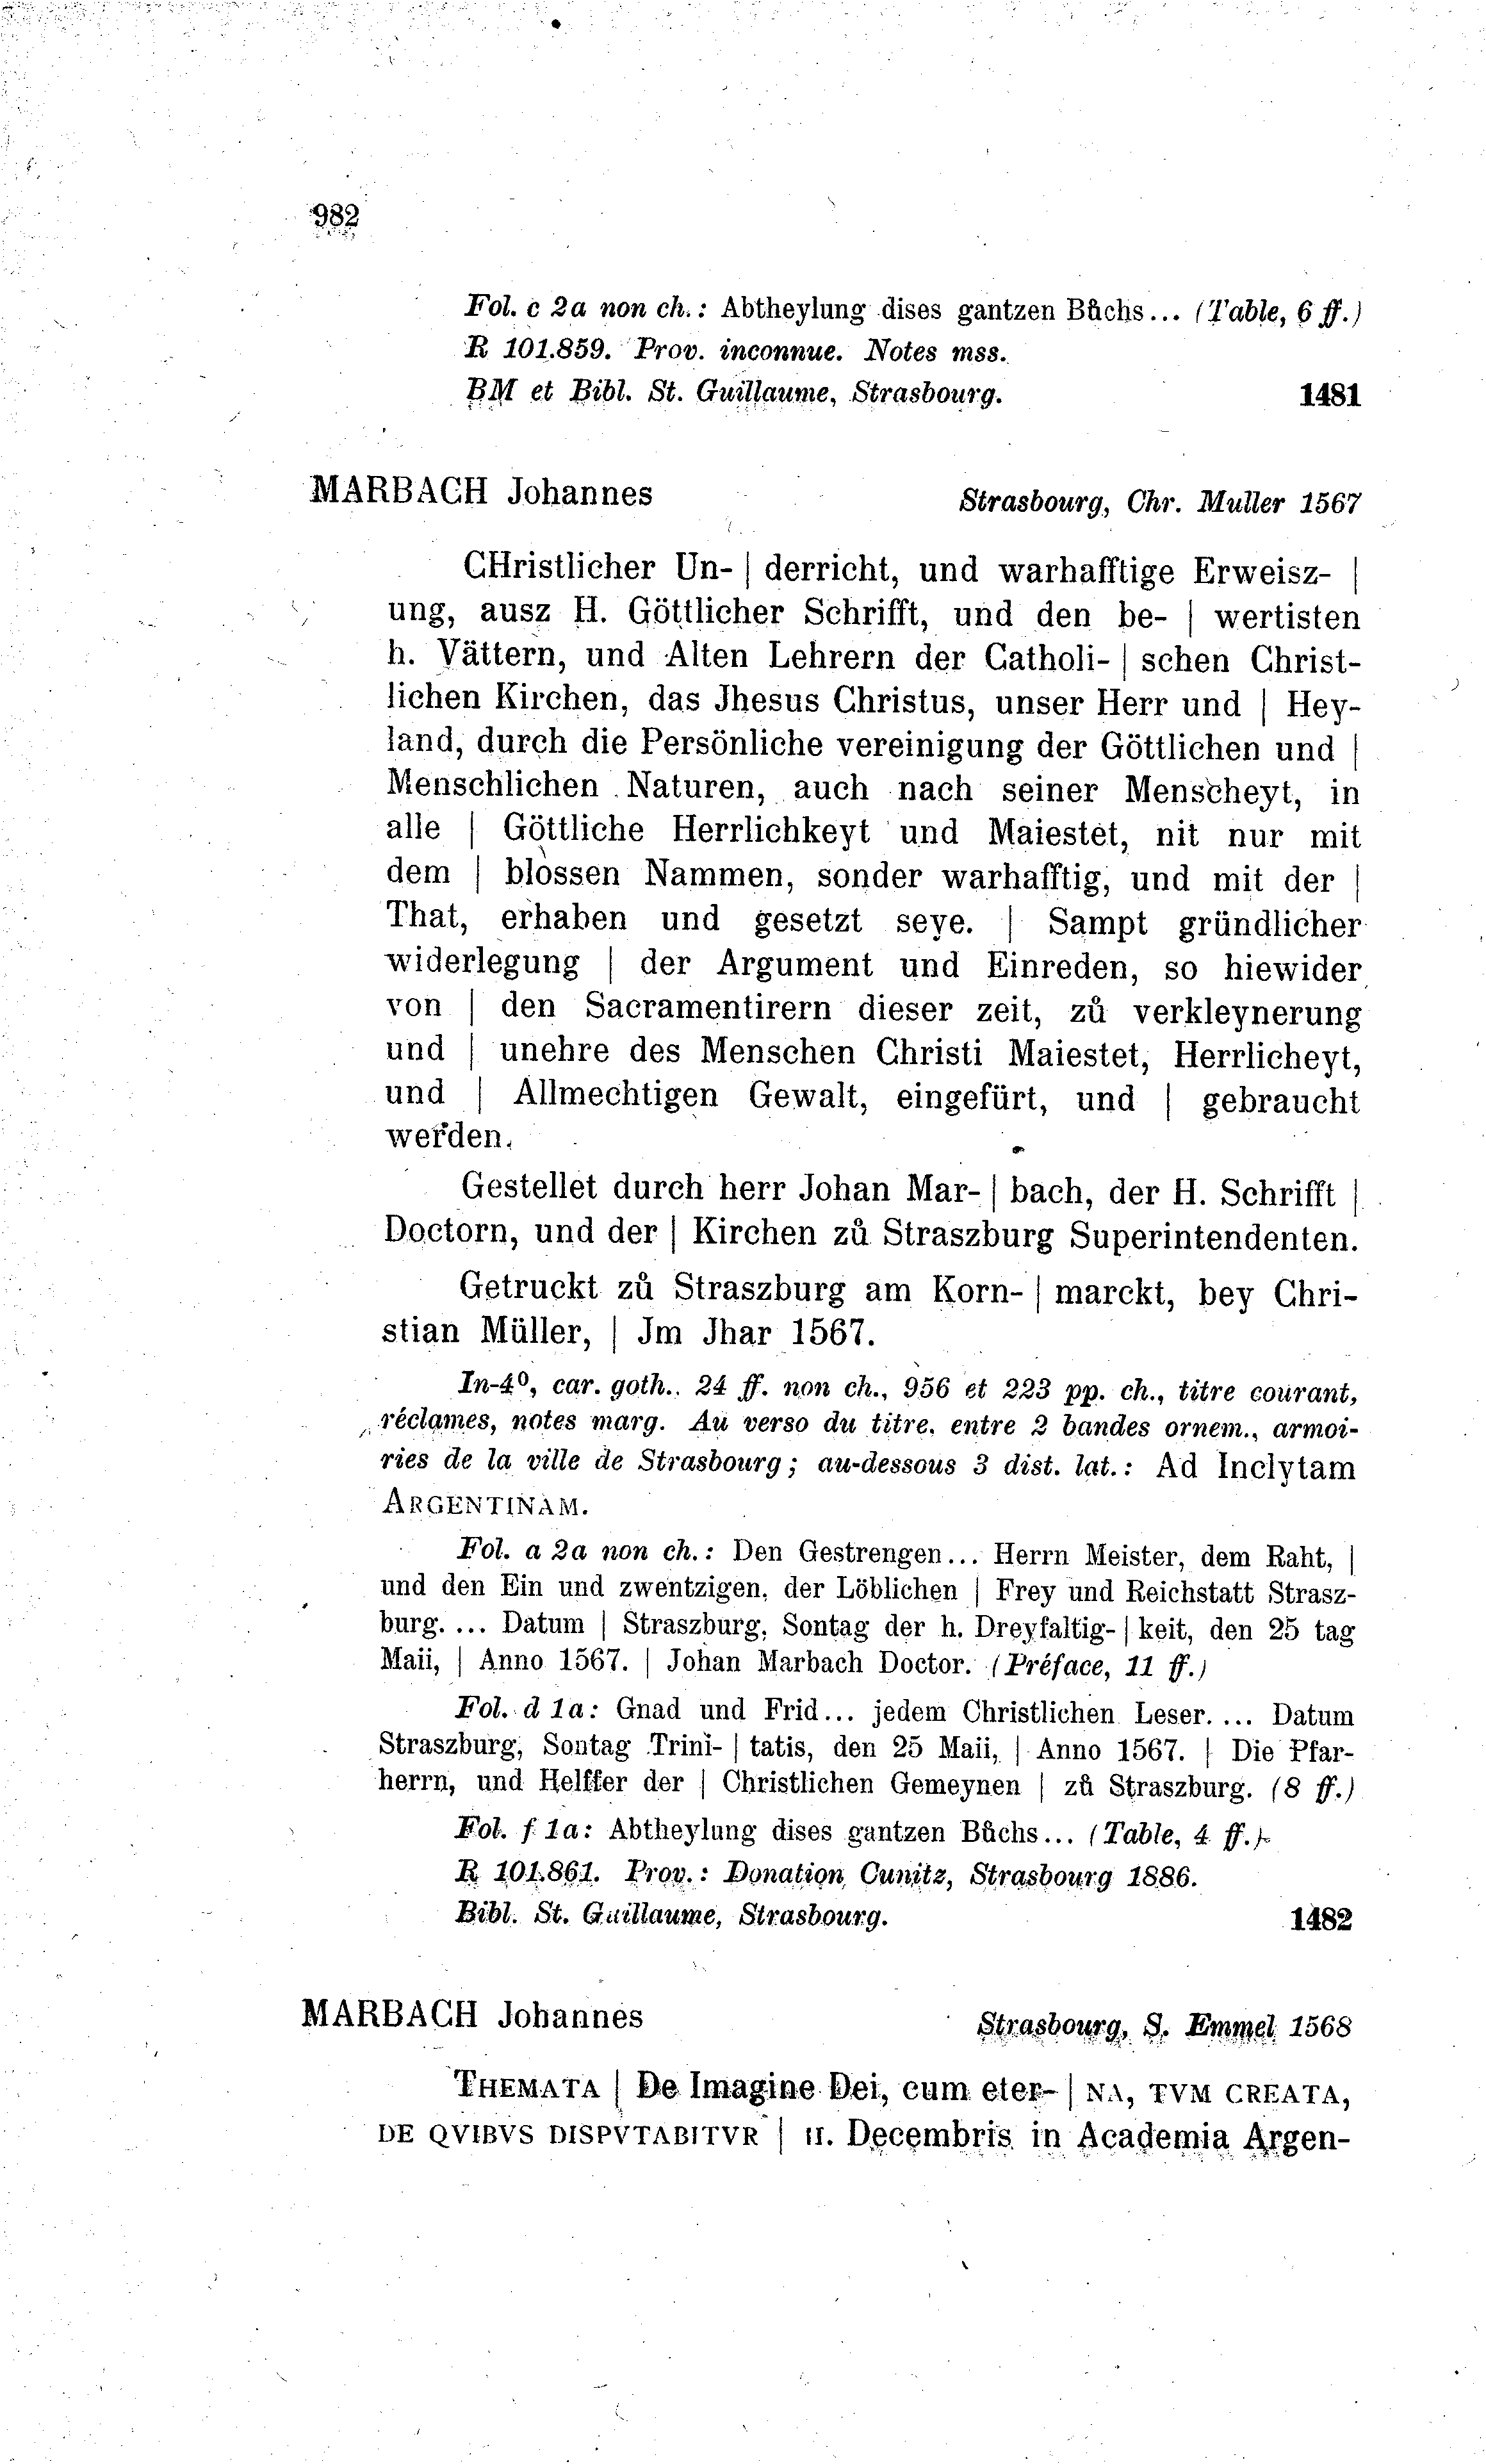 982
Fol. c 2a non ch.: Abtheylung dises gantzen Bůchs... (Table, 6 ff.)
R 101.859. Prov. inconnue. Notes mss.
BM et Bibl. St. Guillaume, Strasbourg. 1481
MARBACH Johannes
Strasbourg, Chr. Muller 1567
CHristlicher Un- | derricht, und warhafftige Erweisz- |
ung, ausz H. Göttlicher Schrifft, und den be- | wertisten
h. Vättern, und Alten Lehrern der Catholi- | schen Christ-
lichen Kirchen, das Jhesus Christus, unser Herr und | Hey-
land, durch die Persönliche vereinigung der Göttlichen und |
Menschlichen Naturen, auch nach seiner Menscheyt, in
alle | Göttliche Herrlichkeyt und Maiestet, nit nur mit
dem | blossen Nammen, sonder warhafftig, und mit der |
That, erhaben und gesetzt seye. | Sampt gründlicher
widerlegung | der Argument und Einreden, so hiewider
von | den Sacramentirern dieser zeit, zů verkleynerung
und | unehre des Menschen Christi Maiestet, Herrlicheyt,
und | Allmechtigen Gewalt, eingefürt, und | gebraucht
werden.
Gestellet durch herr Johan Mar- | bach, der H. Schrifft |
Doctorn, und der | Kirchen zů Straszburg Superintendenten.
Getruckt zů Straszburg am Korn- | marckt, bey Chri-
stian Müller, | Jm Jhar 1567.
In-4º, car. goth.. 24 ff. non ch., 956 et 223 pp. ch., titre courant,
réclames, notes marg. Au verso du titre, entre 2 bandes ornem., armoi-
ries de la ville de Strasbourg; au-dessous 3 dist. lat.: Ad Inclytam
ARGENTINAM.
Fol. a 2a non ch.: Den Gestrengen... Herrn Meister, dem Raht, |
und den Ein und zwentzigen, der Löblichen | Frey und Reichstatt Strasz-
burg. ... Datum | Straszburg, Sontag der h. Dreyfaltig- | keit, den 25 tag
Maii, | Anno 1567. | Johan Marbach Doctor. (Préface, 11 ff.)
Fol. d 1a: Gnad und Frid... jedem Christlichen Leser. ... Datum
Straszburg, Sontag Trini- | tatis, den 25 Maii, | Anno 1567. | Die Pfar-
herrn, und Helffer der | Christlichen Gemeynen | zů Straszburg. (8 ff.)
Fol. f 1a: Abtheylung dises gantzen Bůchs... (Table, 4 ff.)
R 101.861. Prov.: Donation Cunitz, Strasbourg 1886.
Bibl. St. Guillaume, Strasbourg. 1482
MARBACH Johannes
Strasbourg, S. Emmel 1568
THEMATA | De Imagine Dei, cum eter- | NA, TVM CREATA,
DE QVIBVS DISPVTABITVR | 11. Decembris in Academia Argen-